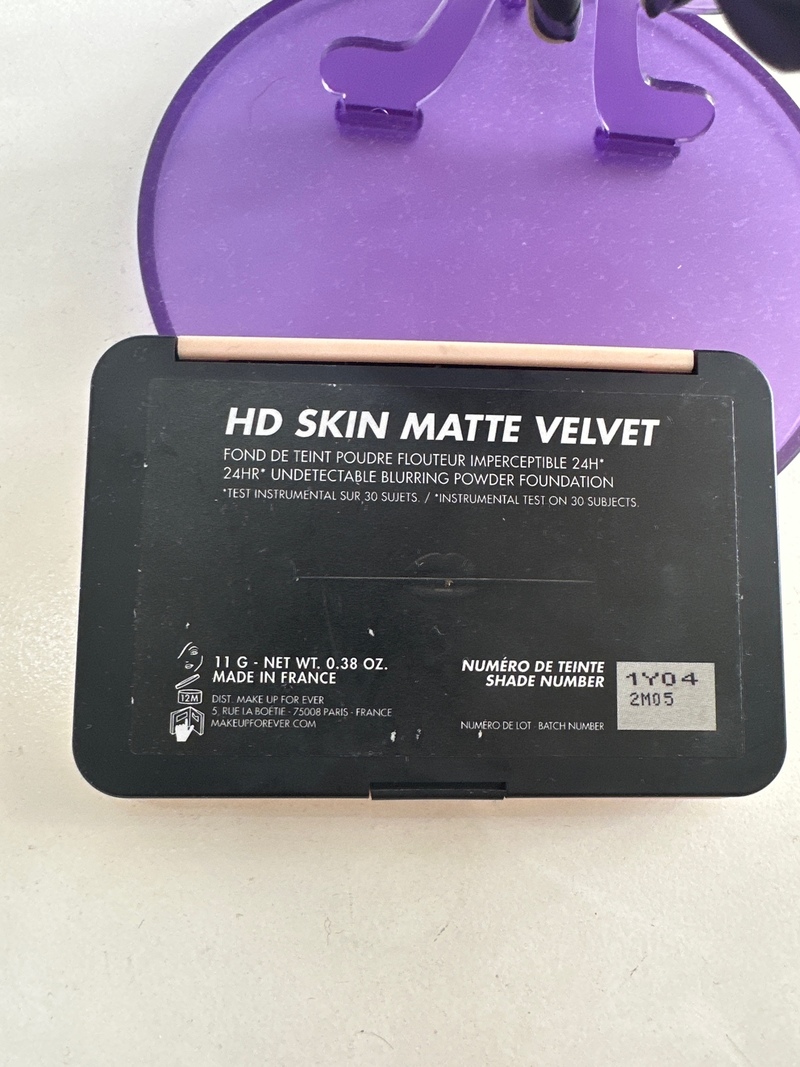 HD SKIN MATTE VELVET
FOND DE TEINT POUDRE FLOUTEUR IMPERCEPTIBLE 24H*
24HR* UNDETECTABLE BLURRING POWDER FOUNDATION
*TEST INSTRUMENTAL SUR 30 SUJETS. / *INSTRUMENTAL TEST ON 30 SUBJECTS.
11 G - NET WT. 0.38 OZ.
MADE IN FRANCE
12M
DIST. MAKE UP FOR EVER
5, RUE LA BOÉTIE - 75008 PARIS - FRANCE
MAKEUPFOREVER.COM
NUMÉRO DE TEINTE
SHADE NUMBER
1Y04
2M05
NUMÉRO DE LOT - BATCH NUMBER